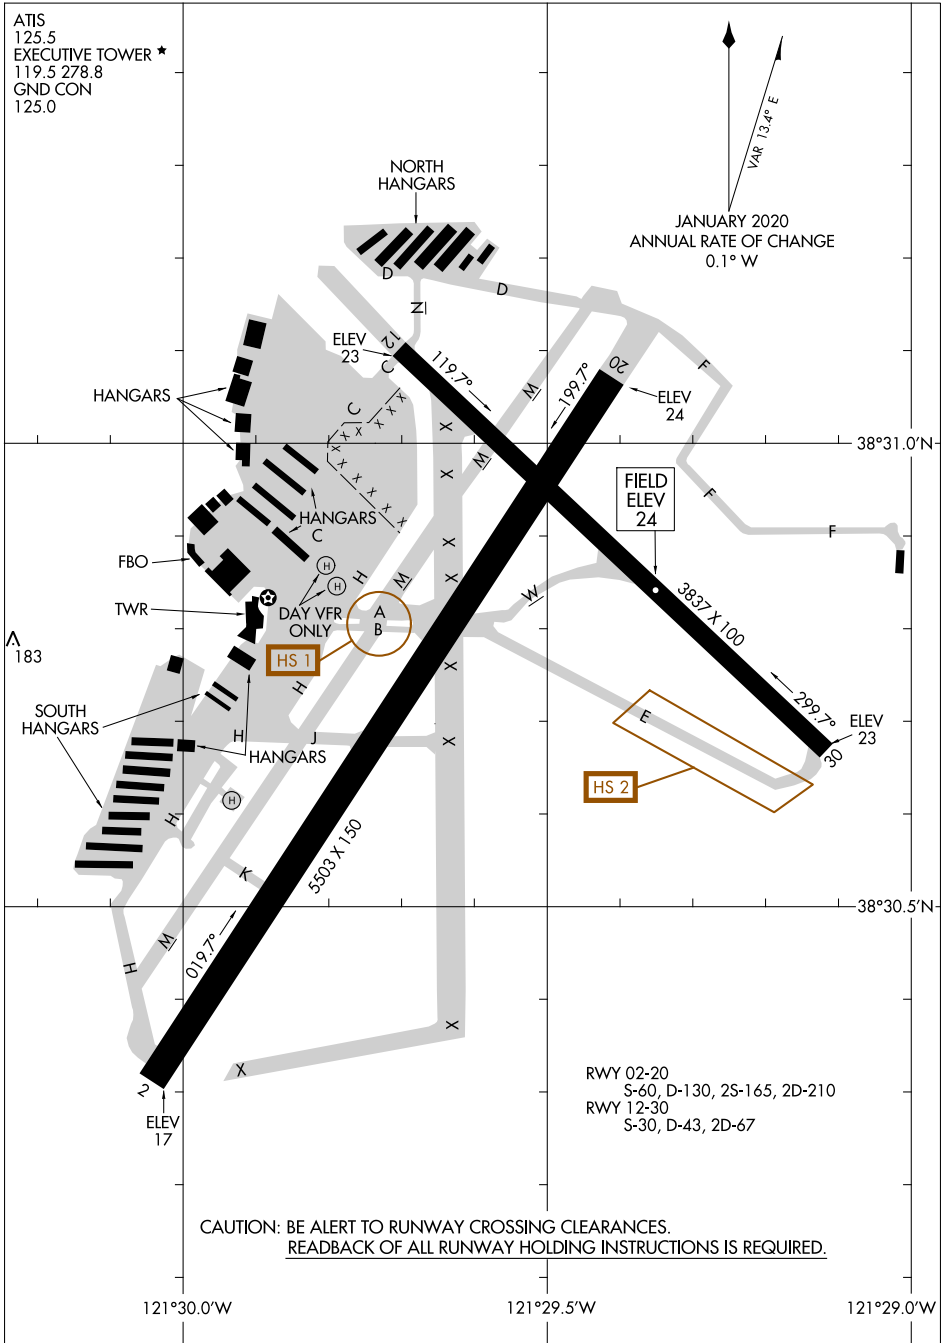 ATIS
125.5
EXECUTIVE TOWER ★
119.5 278.8
GND CON
125.0
VAR 13.4° E
JANUARY 2020
ANNUAL RATE OF CHANGE
0.1° W
NORTH
HANGARS
D
D
N
ELEV
23
12
C
119.7°
20
199.7°
F
M
ELEV
24
HANGARS
C
X
X
X
X
X
X
X
X
X
X
X
X
38°31.0'N
M
X
FIELD
ELEV
24
F
F
HANGARS
C
X
FBO
H
H
H
M
W
X
3837 X 100
TWR
DAY VFR
ONLY
A
B
183
HS 1
H
X
E
299.7°
ELEV
23
30
SOUTH
HANGARS
H
J
X
HANGARS
HS 2
H
H
5503 X 150
K
38°30.5'N
M
019.7°
H
X
X
2
ELEV
17
RWY 02-20
S-60, D-130, 2S-165, 2D-210
RWY 12-30
S-30, D-43, 2D-67
CAUTION: BE ALERT TO RUNWAY CROSSING CLEARANCES.
READBACK OF ALL RUNWAY HOLDING INSTRUCTIONS IS REQUIRED.
121°30.0'W
121°29.5'W
121°29.0'W